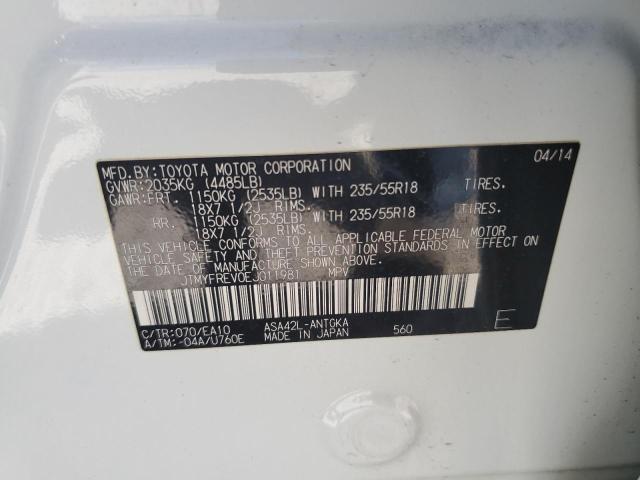 MFD.BY:TOYOTA MOTOR CORPORATION 04/14
GVWR:2035KG (4485LB)
GAWR:FRT. 1150KG (2535LB) WITH 235/55R18 TIRES.
18X7 1/2J RIMS.
RR. 1150KG (2535LB) WITH 235/55R18 TIRES.
18X7 1/2J RIMS.
THIS VEHICLE CONFORMS TO ALL APPLICABLE FEDERAL MOTOR
VEHICLE SAFETY AND THEFT PREVENTION STANDARDS IN EFFECT ON
THE DATE OF MANUFACTURE SHOWN ABOVE.
JTMYFREV0EJ011981 MPV
C/TR:070/EA10 ASA42L-ANTGKA
A/TM:-04A/U760E MADE IN JAPAN 560 E